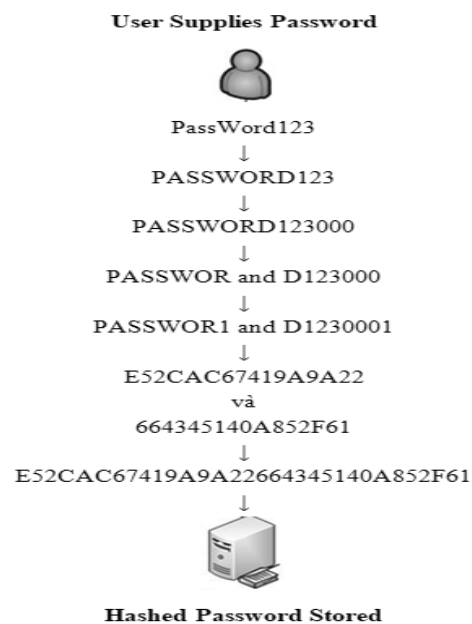 User Supplies Password
PassWord123
↓
PASSWORD123
↓
PASSWORD123000
↓
PASSWOR and D123000
↓
PASSWOR1 and D1230001
↓
E52CAC67419A9A22
và
664345140A852F61
↓
E52CAC67419A9A22664345140A852F61
↓
Hashed Password Stored